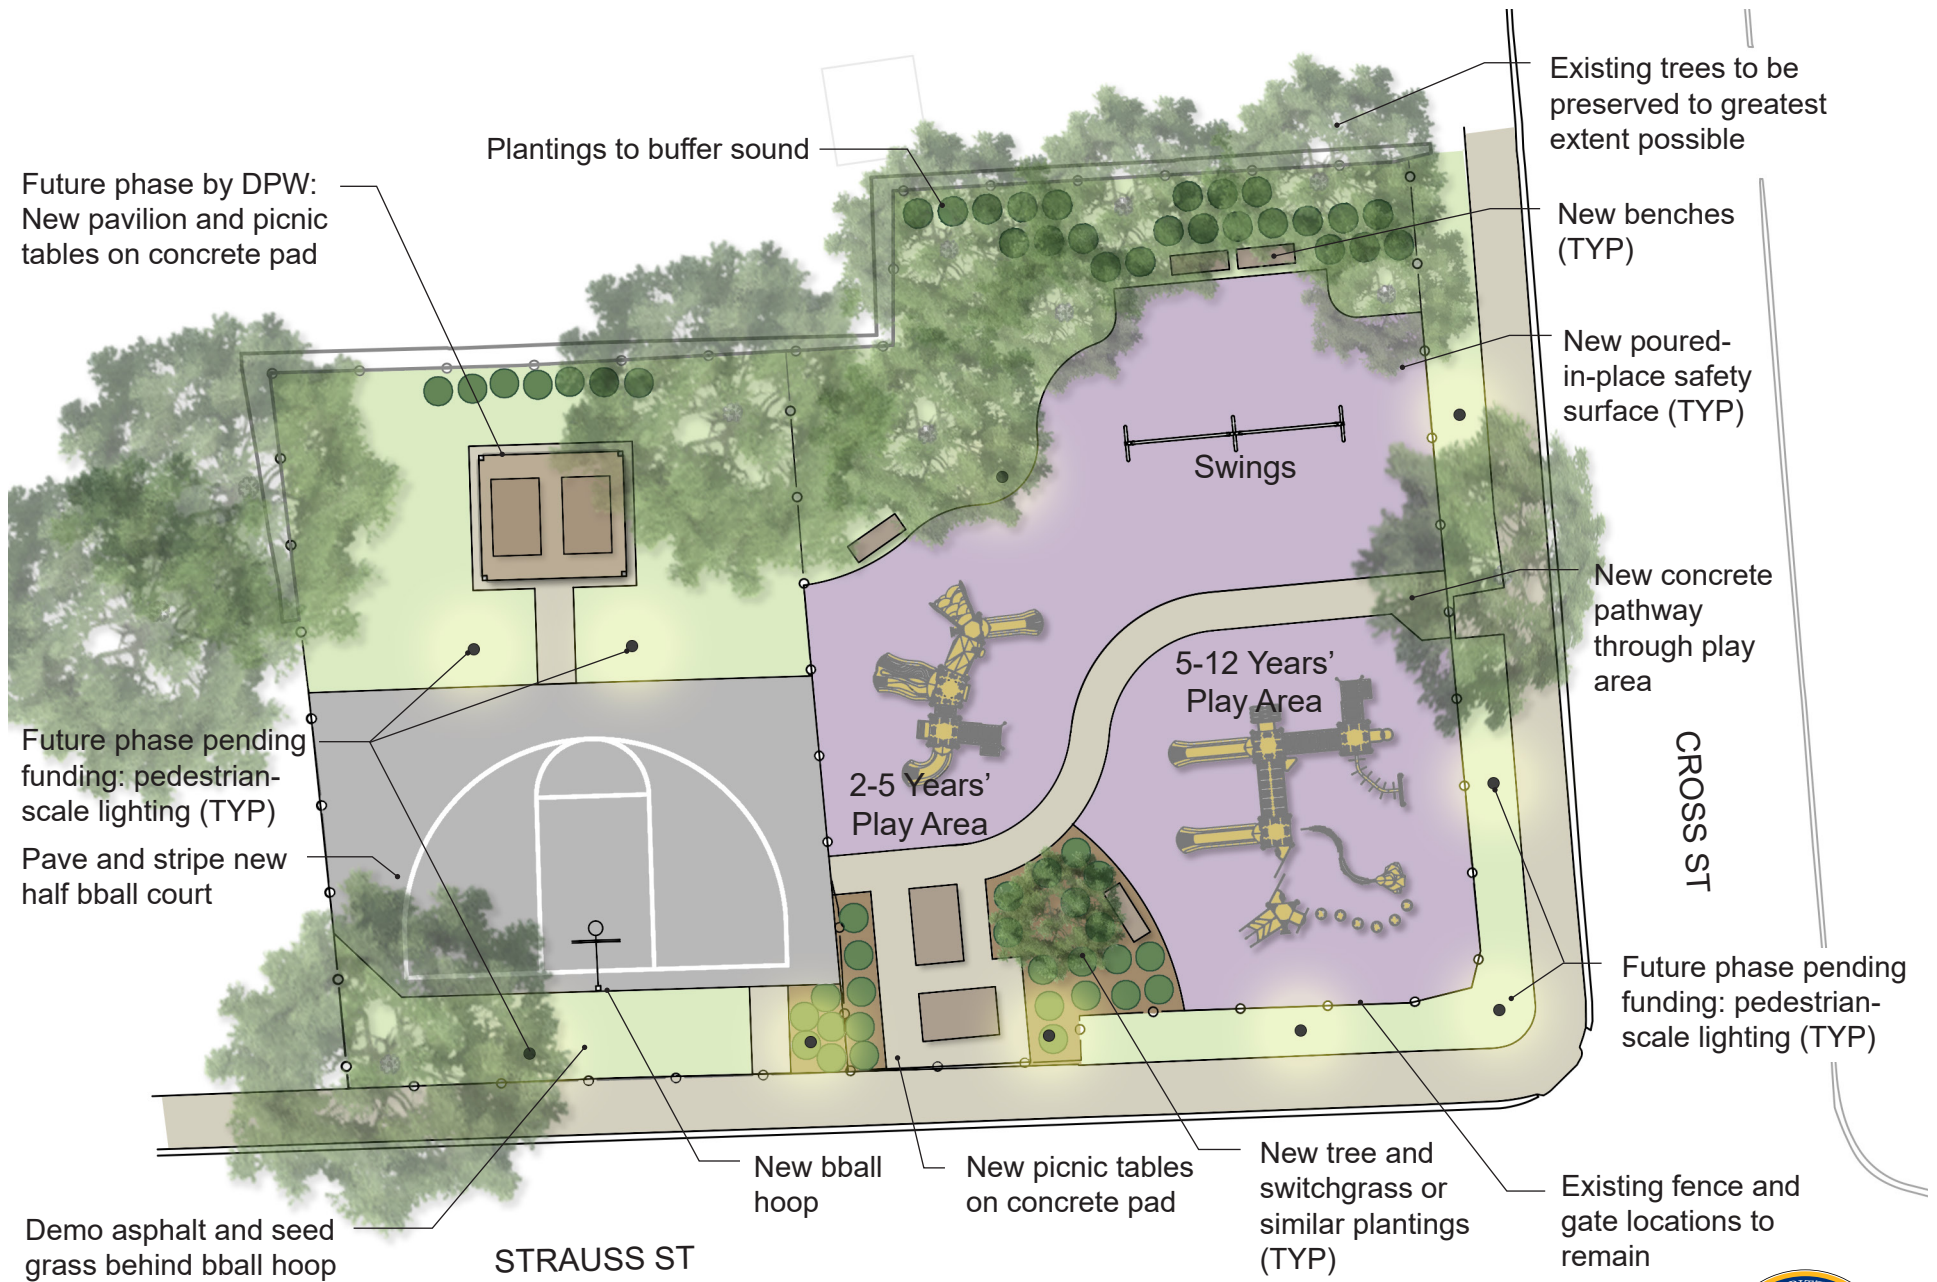 Existing trees to be
preserved to greatest
extent possible
Plantings to buffer sound
Future phase by DPW:
New pavilion and picnic
tables on concrete pad
New benches
(TYP)
New poured-
in-place safety
surface (TYP)
Swings
New concrete
pathway
through play
area
5-12 Years’
Play Area
Future phase pending
funding: pedestrian-
scale lighting (TYP)
2-5 Years’
Play Area
CROSS ST
Pave and stripe new
half bball court
Future phase pending
funding: pedestrian-
scale lighting (TYP)
New bball
hoop
New picnic tables
on concrete pad
New tree and
switchgrass or
similar plantings
(TYP)
Existing fence and
gate locations to
remain
Demo asphalt and seed
grass behind bball hoop
STRAUSS ST